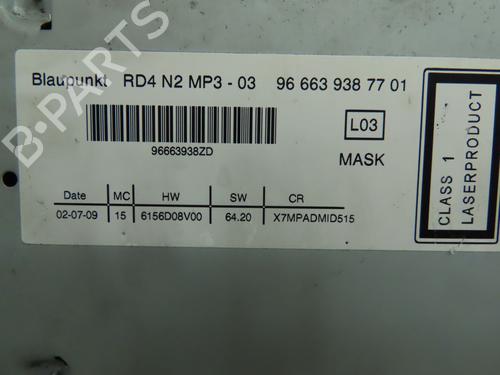 Blaupunkt RD4 N2 MP3 - 03 96 663 938 77 01
96663938ZD
L03
MASK
CLASS 1
LASERPRODUCT
Date MC HW SW CR
02-07-09 15 6156D08V00 64.20 X7MPADMID515
B-PARTS